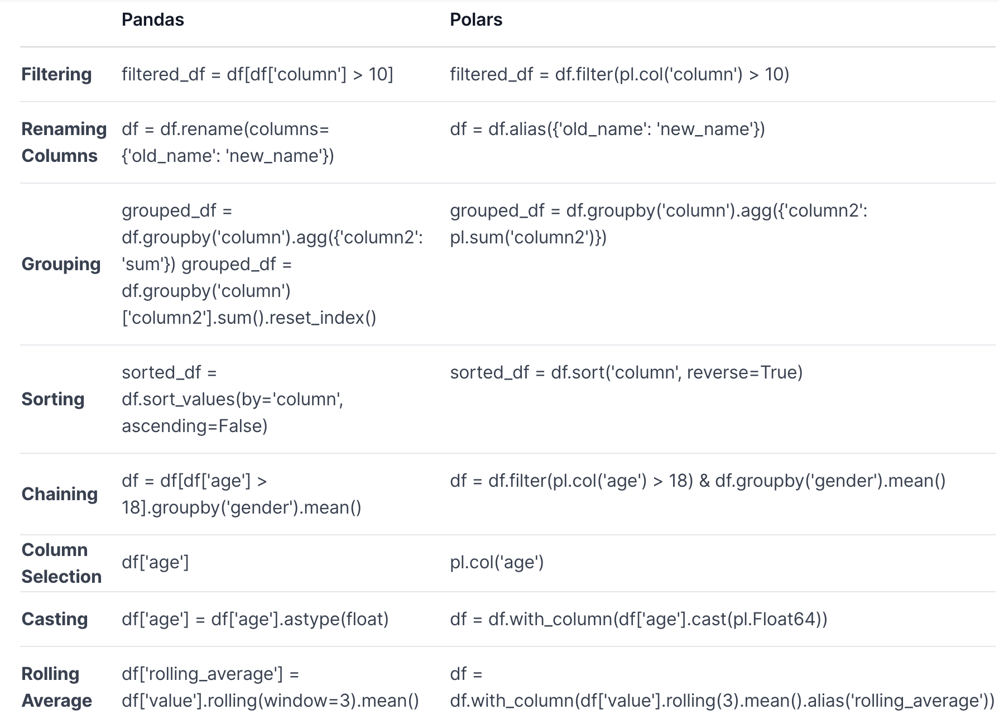 Pandas Polars
Filtering filtered_df = df[df['column'] > 10] filtered_df = df.filter(pl.col('column') > 10)
Renaming Columns
df = df.rename(columns=
{'old_name': 'new_name'})
df = df.alias({'old_name': 'new_name'})
Grouping
grouped_df =
df.groupby('column').agg({'column2':
'sum'}) grouped_df =
df.groupby('column')
['column2'].sum().reset_index()
grouped_df = df.groupby('column').agg({'column2':
pl.sum('column2')})
Sorting
sorted_df =
df.sort_values(by='column',
ascending=False)
sorted_df = df.sort('column', reverse=True)
Chaining
df = df[df['age'] >
18].groupby('gender').mean()
df = df.filter(pl.col('age') > 18) & df.groupby('gender').mean()
Column
Selection
df['age']
pl.col('age')
Casting df['age'] = df['age'].astype(float) df = df.with_column(df['age'].cast(pl.Float64))
Rolling
Average
df['rolling_average'] =
df['value'].rolling(window=3).mean()
df =
df.with_column(df['value'].rolling(3).mean().alias('rolling_average'))